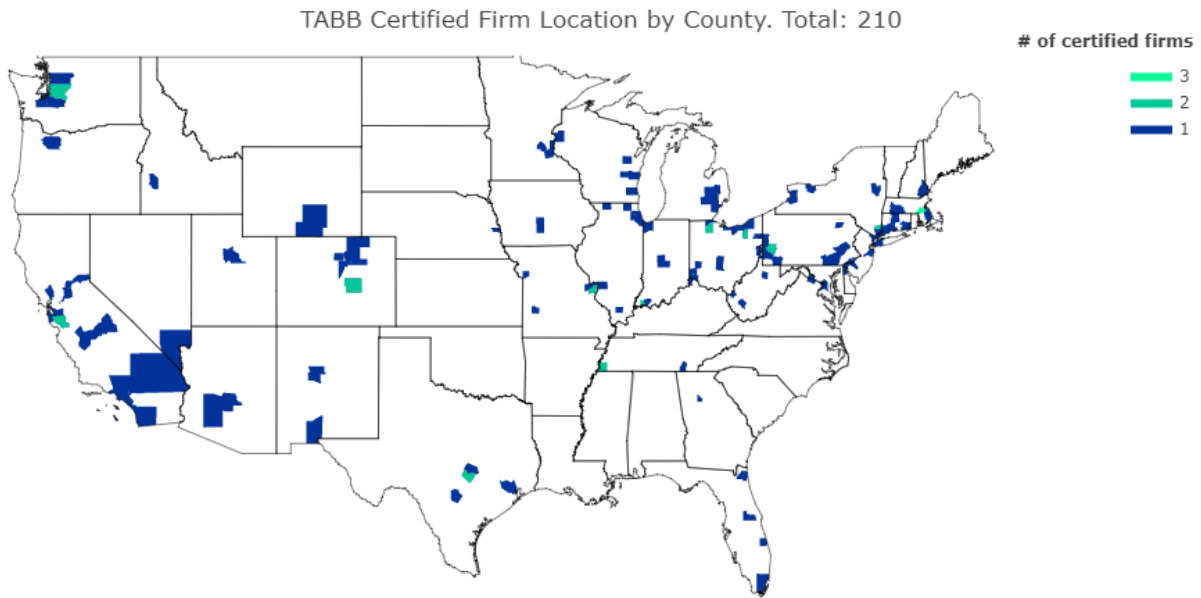 TABB Certified Firm Location by County. Total: 210
# of certified firms
3
2
1